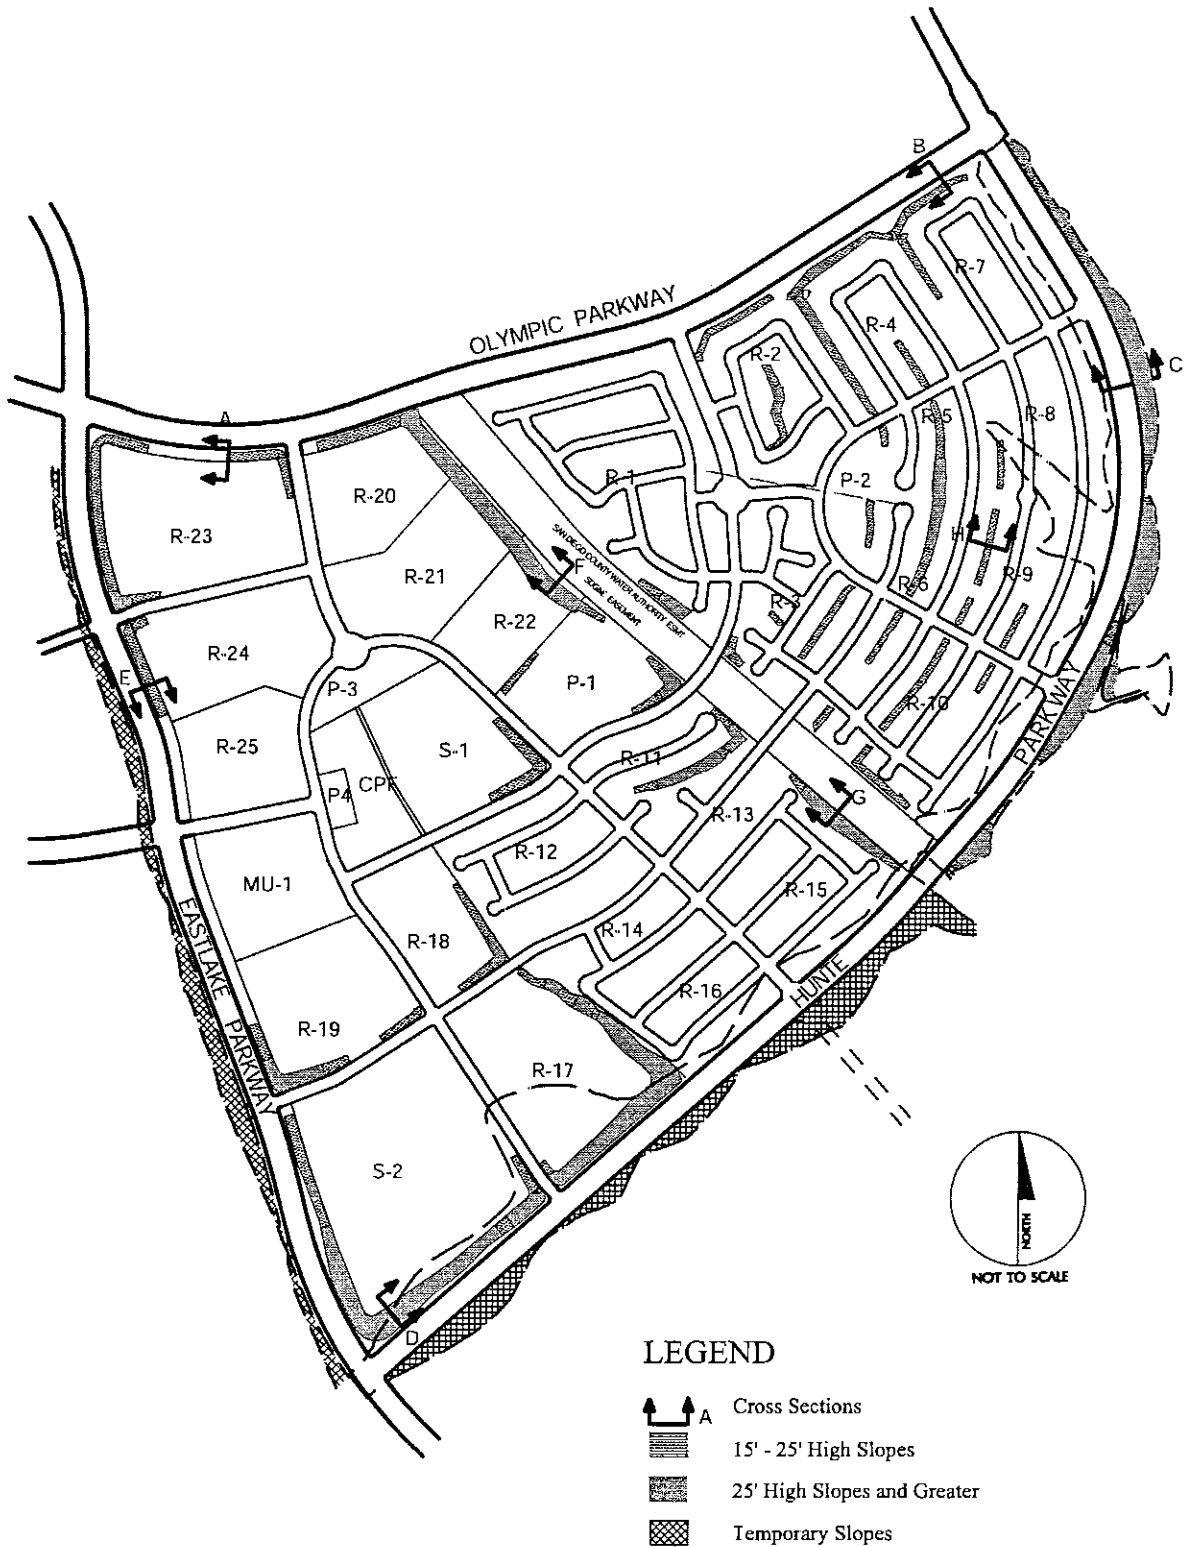 B
R-7
OLYMPIC PARKWAY
R-4
R-2
C
A
R-5
R-8
R-20
R-1
P-2
R-23
SAN DIEGO COUNTY WATER AUTHORITY ESMT.
SDG&E EASEMENT
H
F
R-21
R-9
R-6
R-22
R-24
E
P-3
P-1
R-10
PARKWAY
R-25
S-1
R-11
P4
CPF
G
R-13
R-12
MU-1
R-15
EASTLAKE PARKWAY
R-18
R-14
HUNTE
R-16
R-19
R-17
S-2
NORTH
NOT TO SCALE
D
LEGEND
A Cross Sections
15' - 25' High Slopes
25' High Slopes and Greater
Temporary Slopes